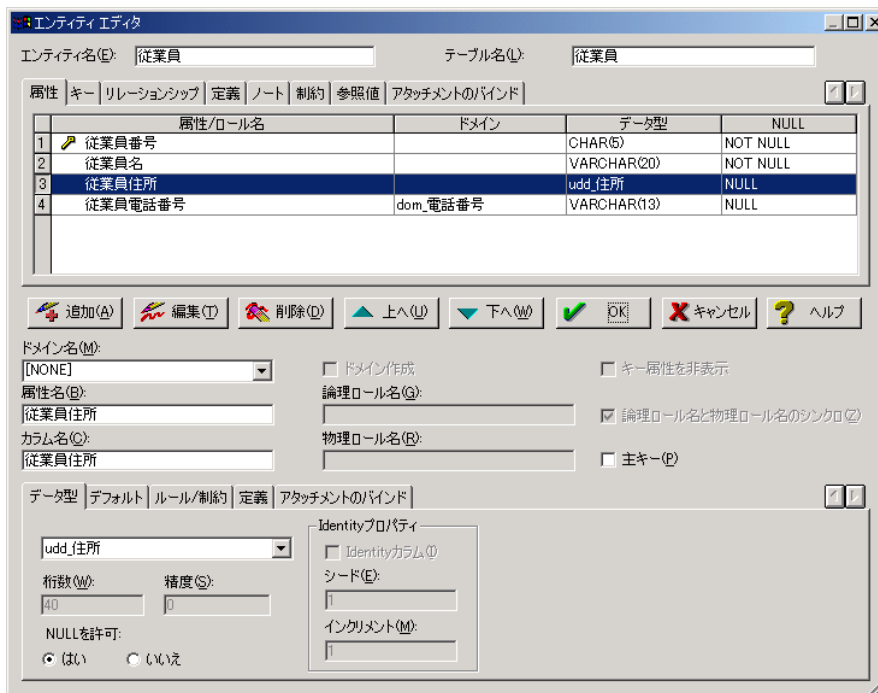 エンティティ エディタ
エンティティ名(E): 従業員 テーブル名(L): 従業員
属性 キー リレーションシップ 定義 ノート 制約 参照値 アタッチメントのバインド
属性/ロール名 ドメイン データ型 NULL
1 従業員番号 CHAR(5) NOT NULL
2 従業員名 VARCHAR(20) NOT NULL
3 従業員住所 udd_住所 NULL
4 従業員電話番号 dom_電話番号 VARCHAR(13) NULL
追加(A) 編集(T) 削除(D) 上へ(U) 下へ(W) OK キャンセル ヘルプ
ドメイン名(M):
[NONE] ドメイン作成 キー属性を非表示
属性名(B): 論理ロール名(G):
従業員住所 論理ロール名と物理ロール名のシンクロ(Z)
カラム名(C): 物理ロール名(R):
従業員住所 主キー(P)
データ型 デフォルト ルール/制約 定義 アタッチメントのバインド
Identityプロパティ
udd_住所 Identityカラム(I)
桁数(W): 精度(S): シード(E):
40 0 1
NULLを許可: インクリメント(M):
はい いいえ 1